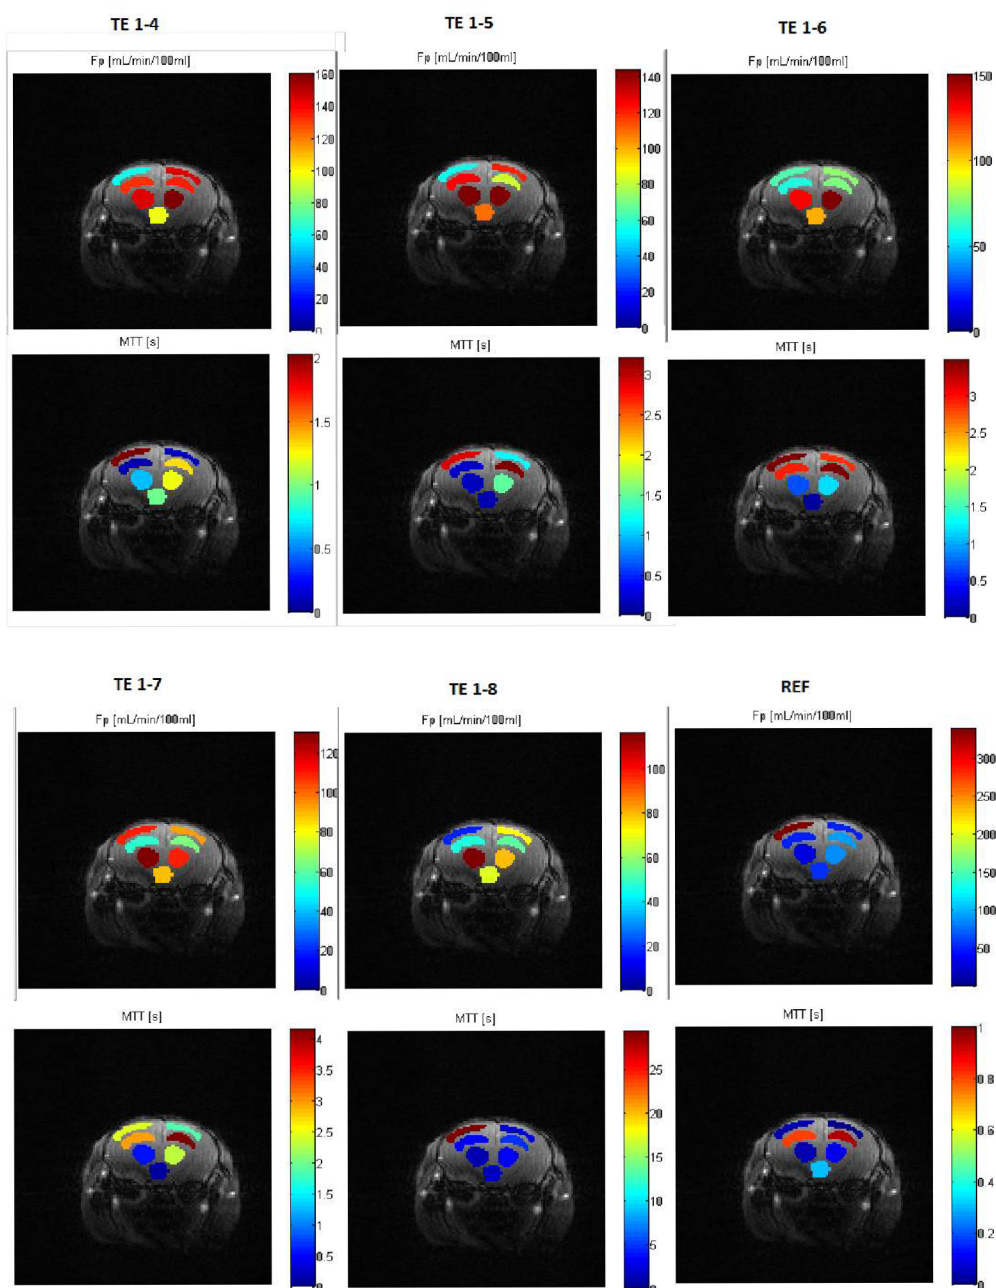 TE 1-4 TE 1-5 TE 1-6
Fp [mL/min/100ml] Fp [mL/min/100ml] Fp [mL/min/100ml]
160 140 150
140 120
120 100 100
100 80
80 60
60 50
40 40
20 20
0 0 0
MTT [s] MTT [s] MTT [s]
2 3 3
1.5 2.5 2.5
2 2
1 1.5 1.5
0.5 1 1
0.5 0.5
0 0 0
TE 1-7 TE 1-8 REF
Fp [mL/min/100ml] Fp [mL/min/100ml] Fp [mL/min/100ml]
120 100 300
100 80 250
80 60 200
60 40 150
40 20 100
20 50
0 0
MTT [s] MTT [s] MTT [s]
4 25 1
3.5 20 0.8
3 15 0.6
2.5 10 0.4
2 5 0.2
1.5 0 0
1
0.5
0